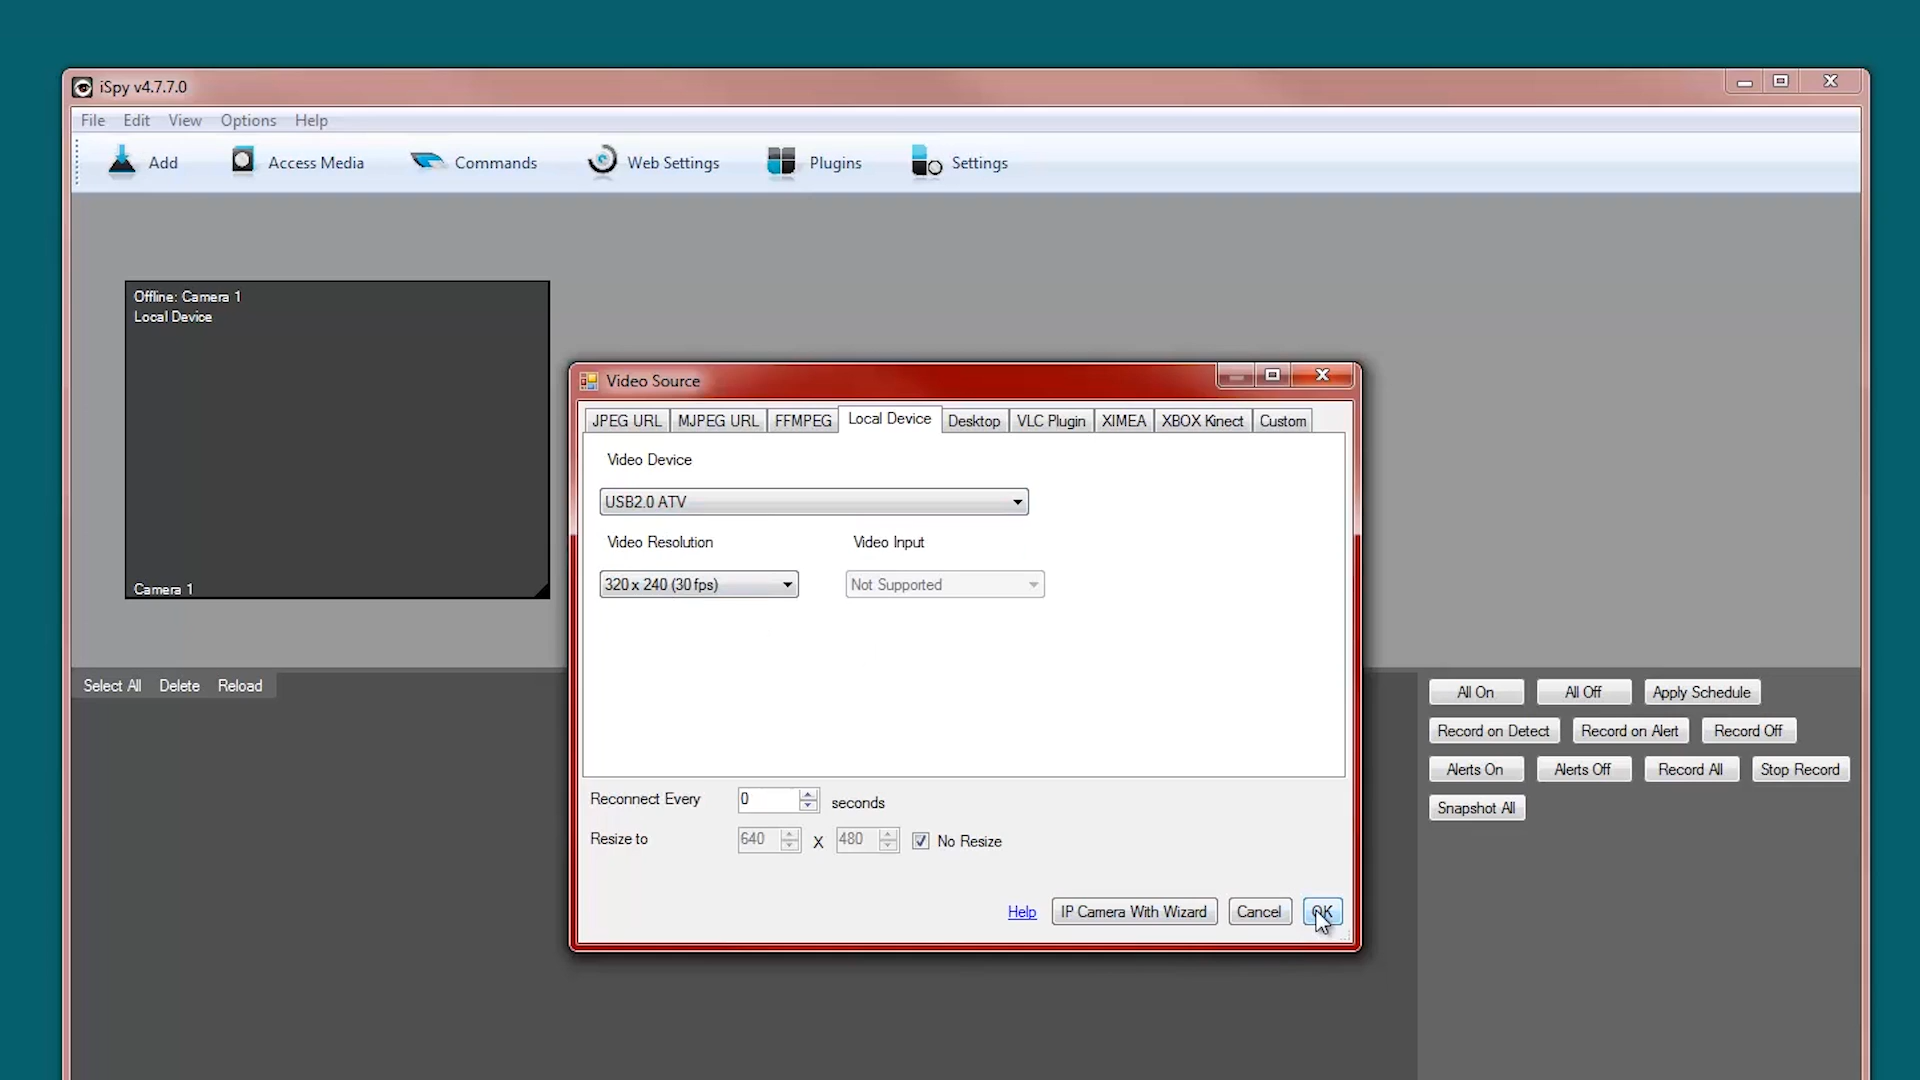 iSpy v4.7.7.0
File Edit View Options Help
Add Access Media Commands Web Settings Plugins Settings
Offline: Camera 1
Local Device
Camera 1
Video Source
JPEG URL MJPEG URL FFMPEG Local Device Desktop VLC Plugin XIMEA XBOX Kinect Custom
Video Device
USB2.0 ATV
Video Resolution Video Input
320 x 240 (30 fps) Not Supported
Reconnect Every 0 seconds
Resize to 640 X 480 No Resize
Help IP Camera With Wizard Cancel OK
Select All Delete Reload
All On All Off Apply Schedule
Record on Detect Record on Alert Record Off
Alerts On Alerts Off Record All Stop Record
Snapshot All